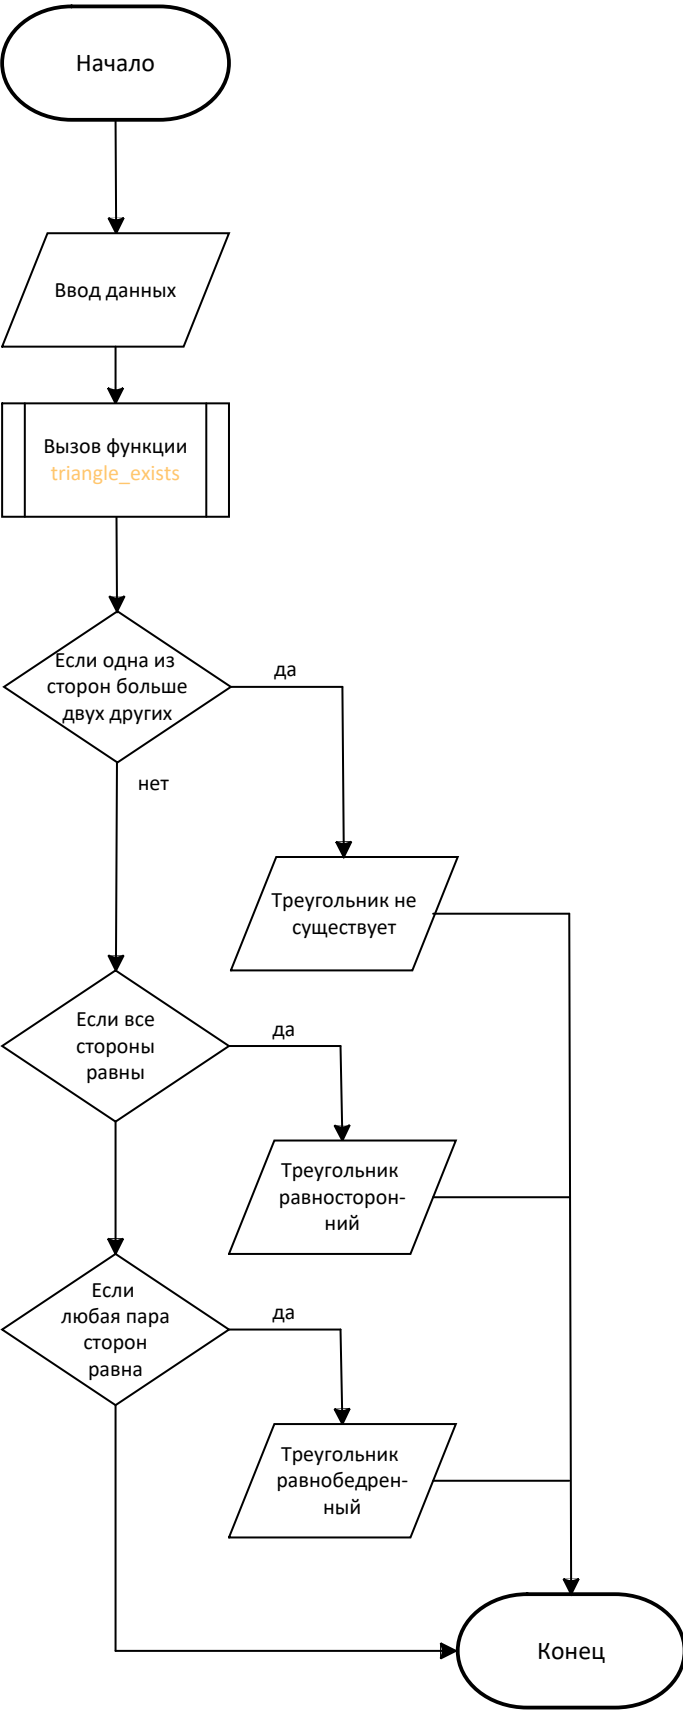 Начало
Ввод данных
Вызов функции
triangle_exists
Если одна из
сторон больше
двух других
да
нет
Треугольник не
существует
Если все
стороны
равны
да
Треугольник
равносторон-
ний
Если
любая пара
сторон
равна
да
Треугольник
равнобедрен-
ный
Конец